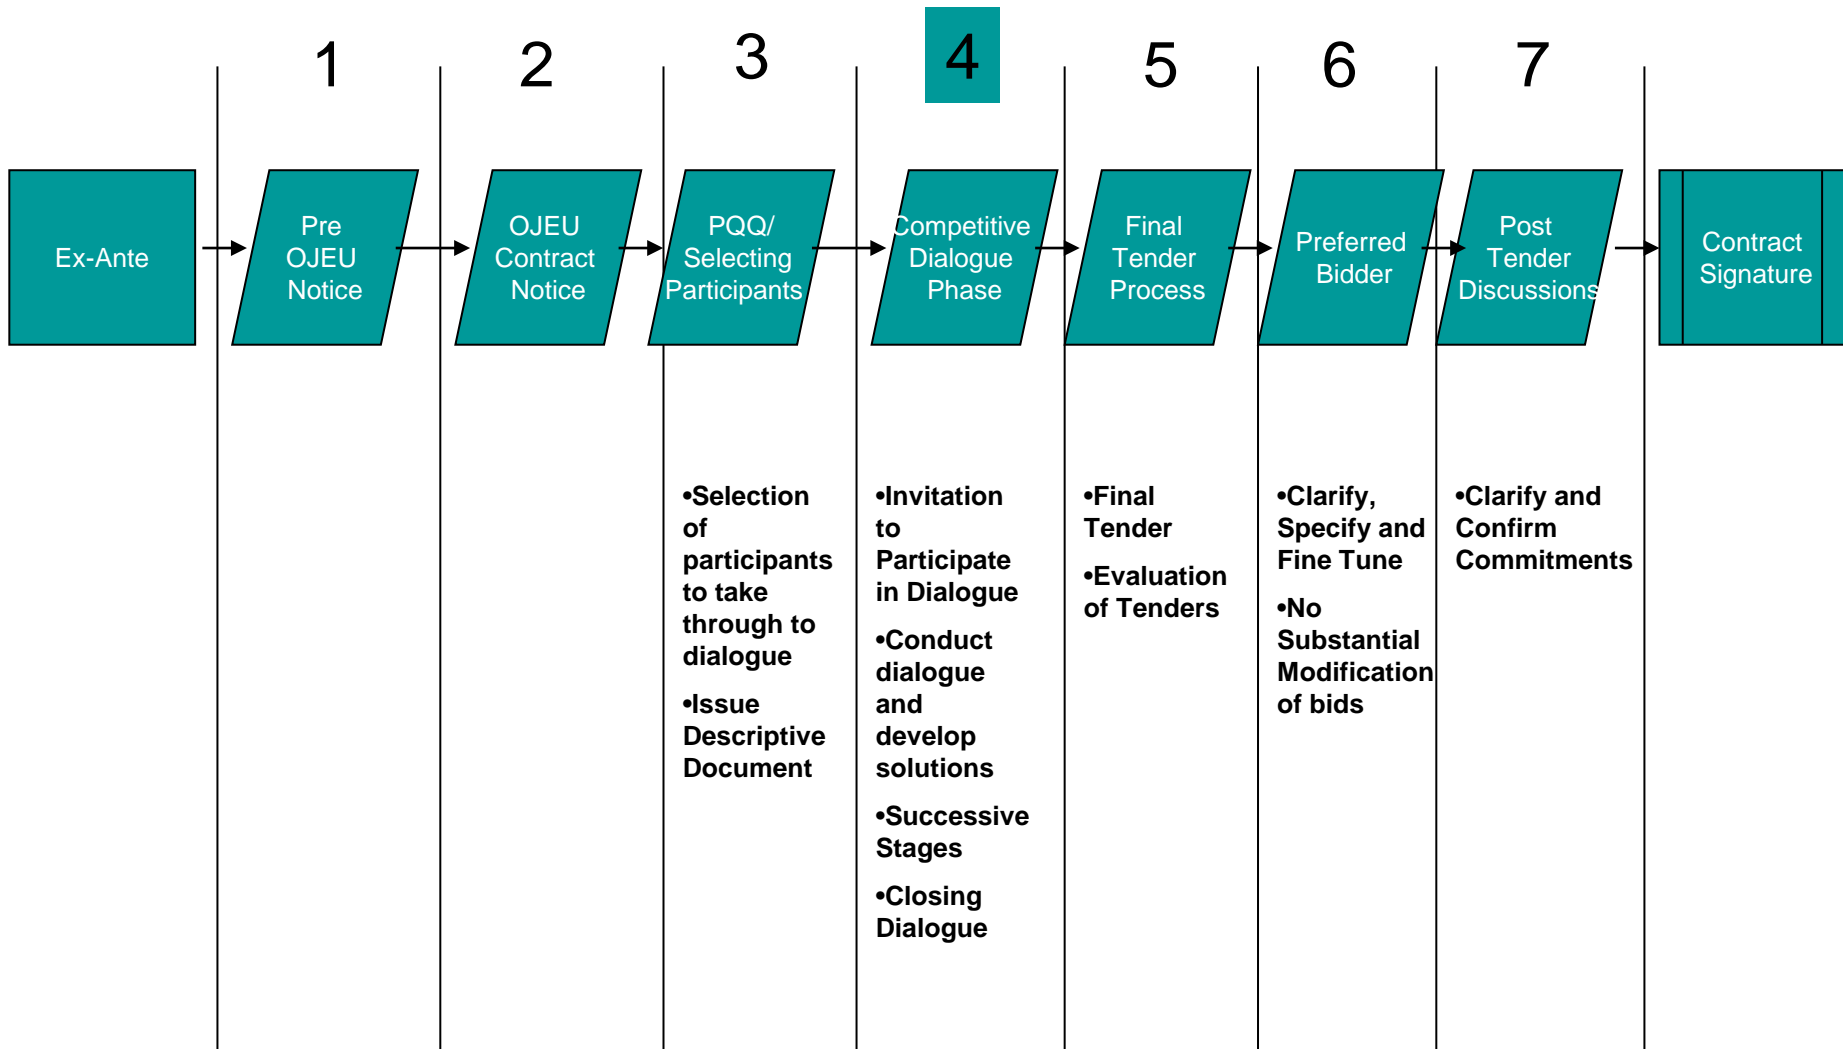 1
2
3
4
5
6
7
Ex-Ante
Pre
OJEU
Notice
OJEU
Contract
Notice
PQQ/
Selecting
Participants
Competitive
Dialogue
Phase
Final
Tender
Process
Preferred
Bidder
Post
Tender
Discussions
Contract
Signature
•Selection
of
participants
to take
through to
dialogue
•Issue
Descriptive
Document
•Invitation
to
Participate
in Dialogue
•Conduct
dialogue
and
develop
solutions
•Successive
Stages
•Closing
Dialogue
•Final
Tender
•Evaluation
of Tenders
•Clarify,
Specify and
Fine Tune
•No
Substantial
Modification
of bids
•Clarify and
Confirm
Commitments